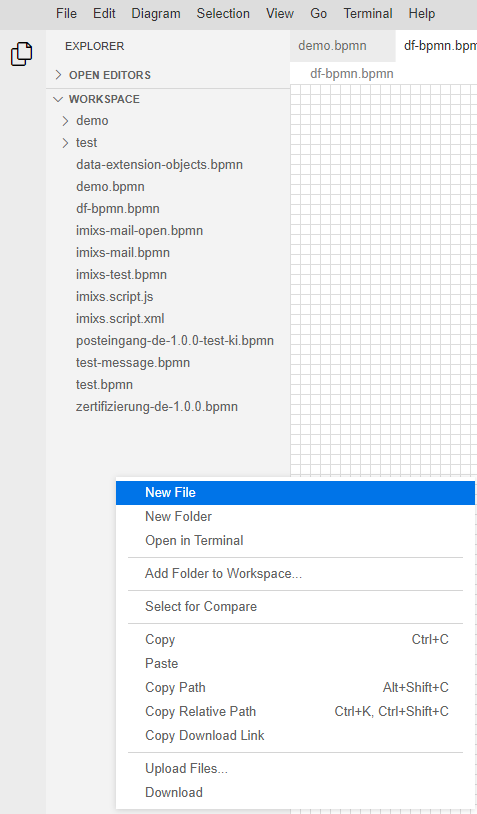 File Edit Diagram Bpmnion View Go Terminal Help
EXPLORER
demo.bpmn df-bpmn.bpm
OPEN EDITORS
df-bpmn.bpmn
WORKSPACE
demo
test
data-extension-objects.bpmn
demo.bpmn
df-bpmn.bpmn
imixs-mail-open.bpmn
imixs-mail.bpmn
imixs-test.bpmn
imixs.script.js
imixs.script.xml
posteingang-de-1.0.0-test-ki.bpmn
test-message.bpmn
test.bpmn
zertifizierung-de-1.0.0.bpmn
New File
New Folder
Open in Terminal
Add Folder to Workspace...
Select for Compare
Copy Ctrl+C
Paste
Copy Path Alt+Shift+C
Copy Relative Path Ctrl+K, Ctrl+Shift+C
Copy Download Link
Upload Files...
Download